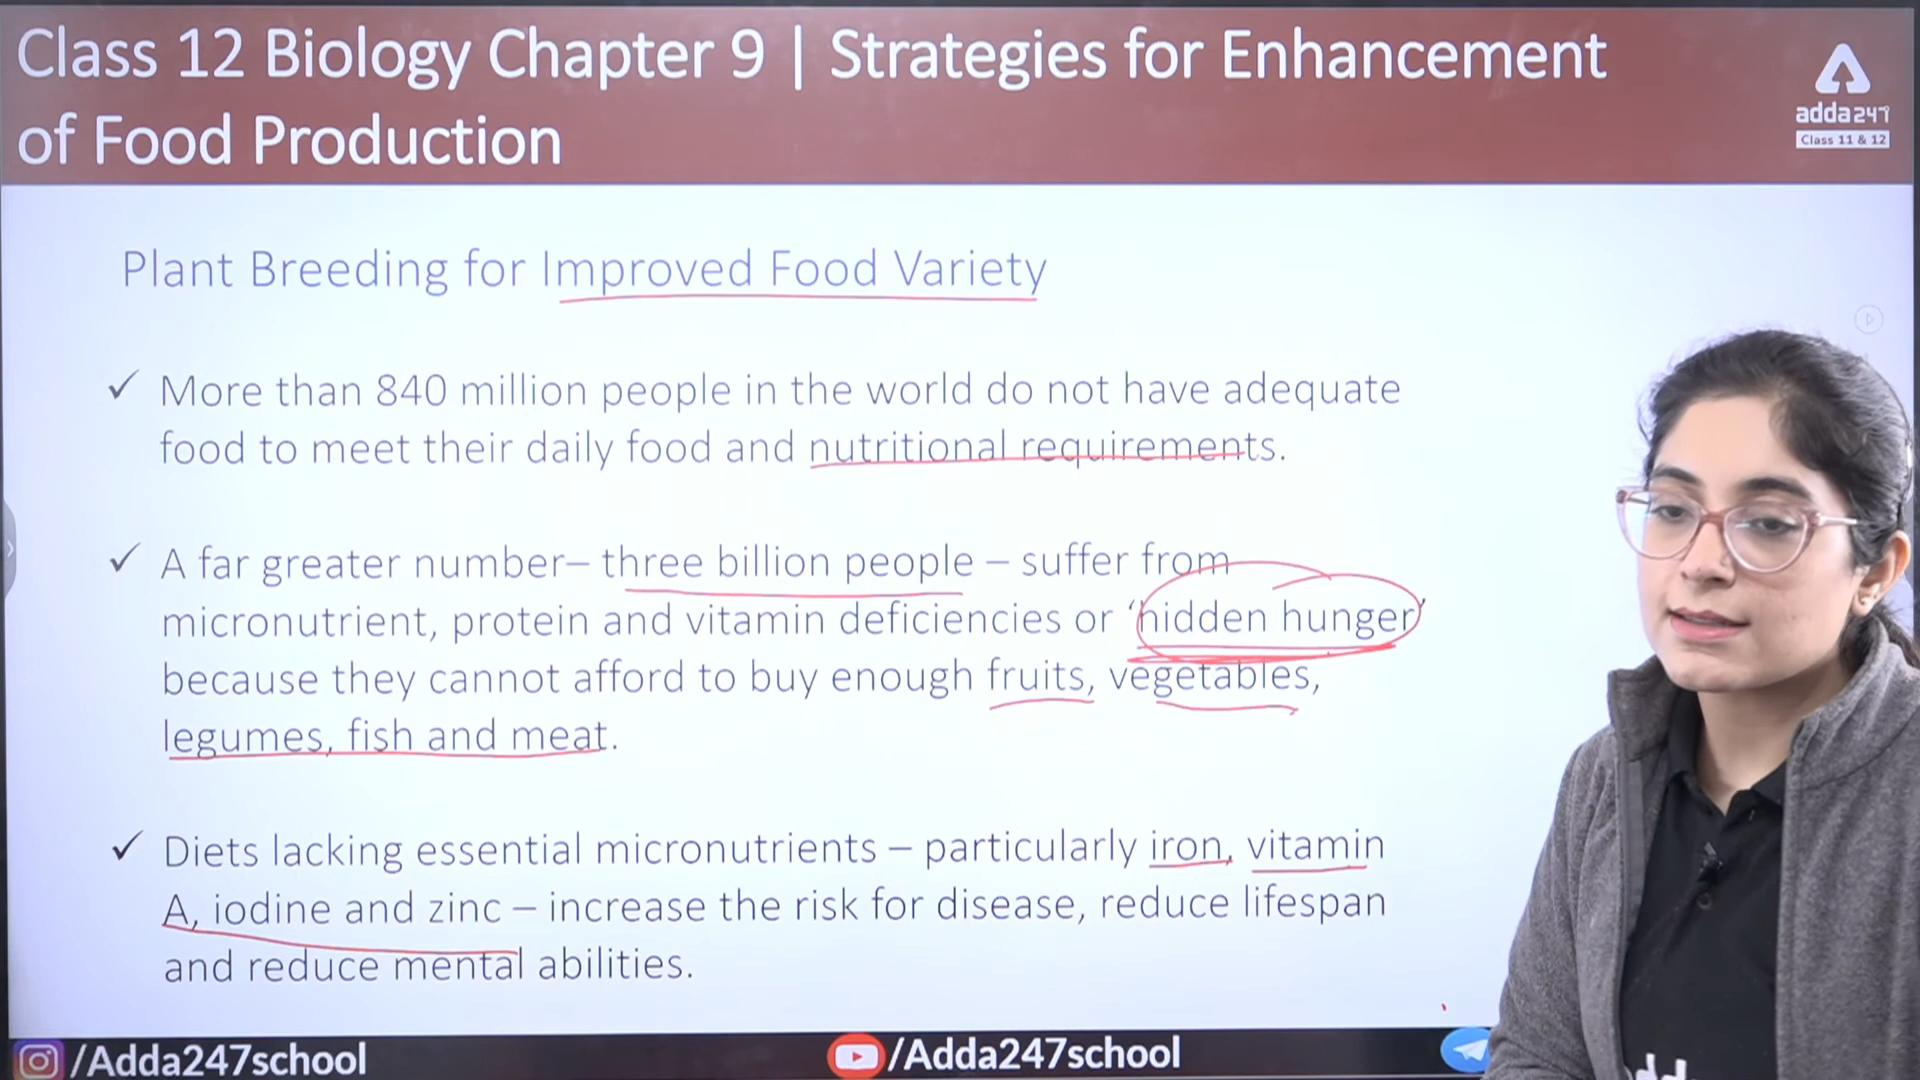 Class 12 Biology Chapter 9 | Strategies for Enhancement
of Food Production
adda247
Class 11 & 12
Plant Breeding for Improved Food Variety
✓ More than 840 million people in the world do not have adequate
food to meet their daily food and nutritional requirements.
✓ A far greater number– three billion people – suffer from
micronutrient, protein and vitamin deficiencies or ‘hidden hunger’
because they cannot afford to buy enough fruits, vegetables,
legumes, fish and meat.
✓ Diets lacking essential micronutrients – particularly iron, vitamin
A, iodine and zinc – increase the risk for disease, reduce lifespan
and reduce mental abilities.
/Adda247school
/Adda247school